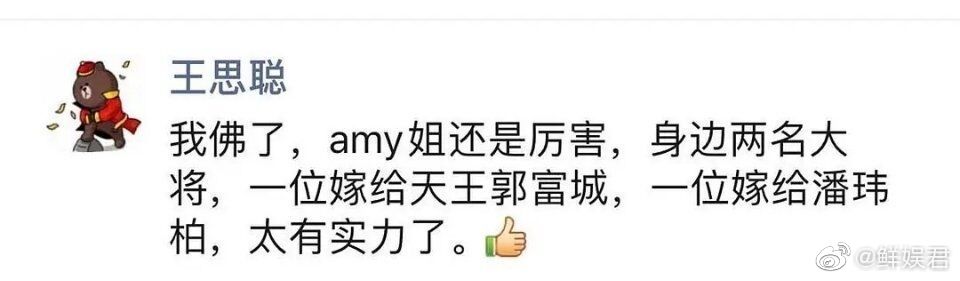 王思聪
我佛了，amy姐还是厉害，身边两名大
将，一位嫁给天王郭富城，一位嫁给潘玮
柏，太有实力了。👍
@鲜娱君